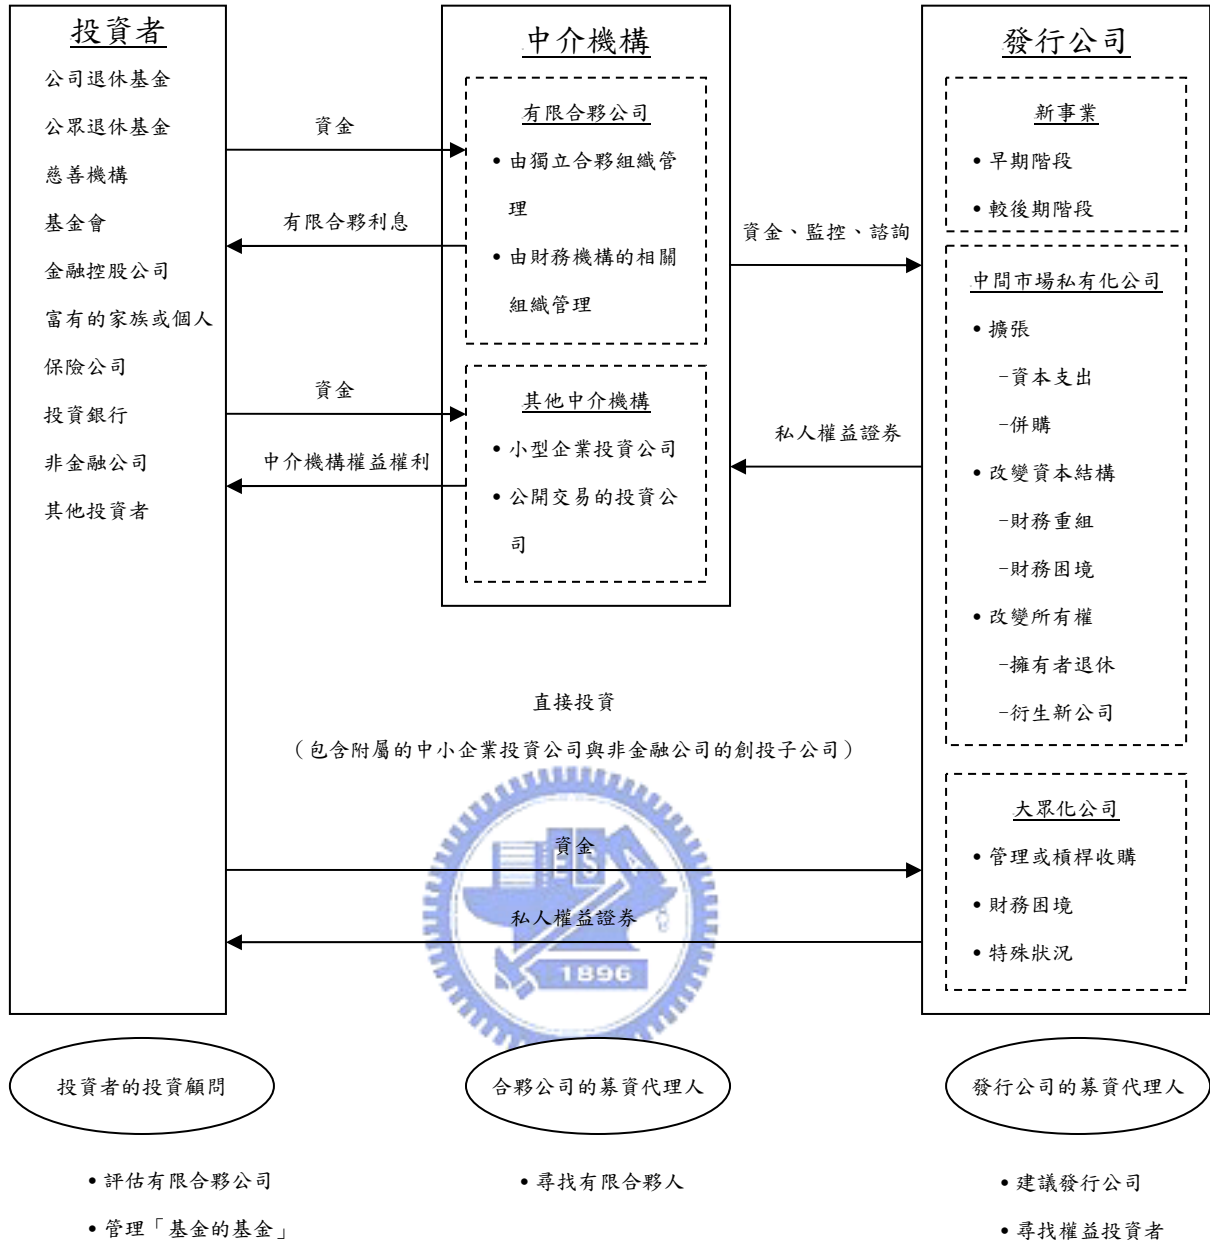 投資者
公司退休基金
公眾退休基金
慈善機構
基金會
金融控股公司
富有的家族或個人
保險公司
投資銀行
非金融公司
其他投資者
資金
有限合夥利息
資金
中介機構權益權利
中介機構
有限合夥公司
•由獨立合夥組織管
理
•由財務機構的相關
組織管理
其他中介機構
•小型企業投資公司
•公開交易的投資公
司
資金、監控、諮詢
私人權益證券
發行公司
新事業
•早期階段
•較後期階段
中間市場私有化公司
•擴張
-資本支出
-併購
•改變資本結構
-財務重組
-財務困境
•改變所有權
-擁有者退休
-衍生新公司
大眾化公司
•管理或槓桿收購
•財務困境
•特殊狀況
直接投資
（包含附屬的中小企業投資公司與非金融公司的創投子公司）
資金
私人權益證券
E S A
1896
投資者的投資顧問
•評估有限合夥公司
•管理「基金的基金」
合夥公司的募資代理人
•尋找有限合夥人
發行公司的募資代理人
•建議發行公司
•尋找權益投資者